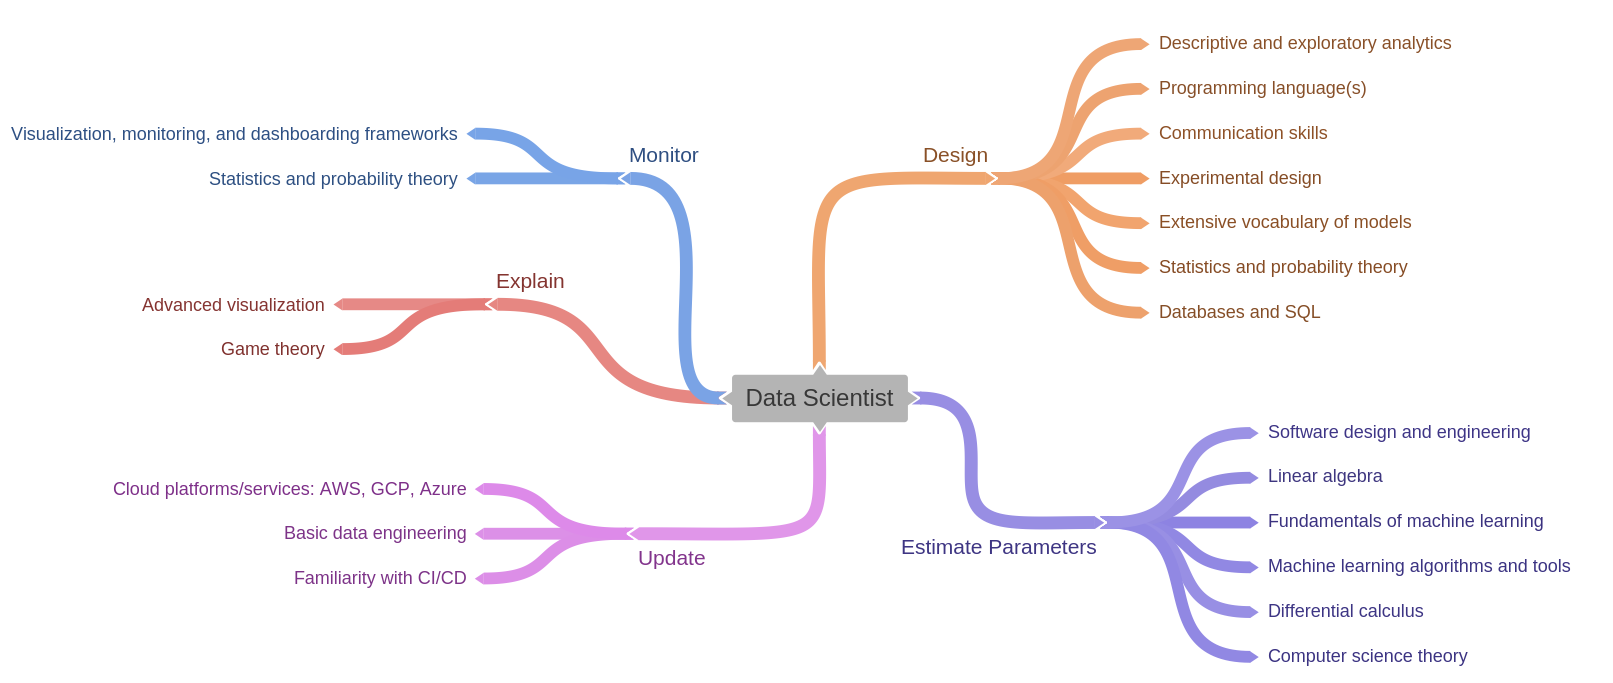 Data Scientist
Design
Descriptive and exploratory analytics
Programming language(s)
Communication skills
Experimental design
Extensive vocabulary of models
Statistics and probability theory
Databases and SQL
Estimate Parameters
Software design and engineering
Linear algebra
Fundamentals of machine learning
Machine learning algorithms and tools
Differential calculus
Computer science theory
Update
Cloud platforms/services: AWS, GCP, Azure
Basic data engineering
Familiarity with CI/CD
Explain
Advanced visualization
Game theory
Monitor
Visualization, monitoring, and dashboarding frameworks
Statistics and probability theory